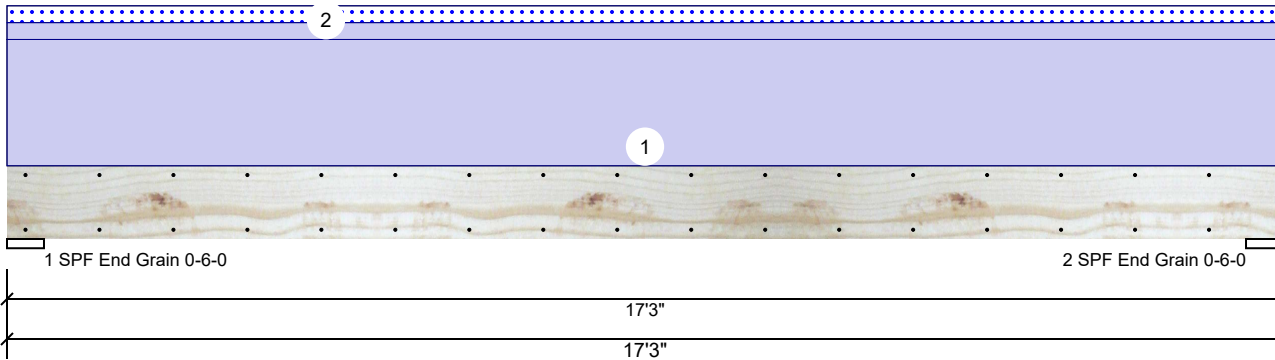 2
1
1 SPF End Grain 0-6-0
2 SPF End Grain 0-6-0
17'3"
17'3"